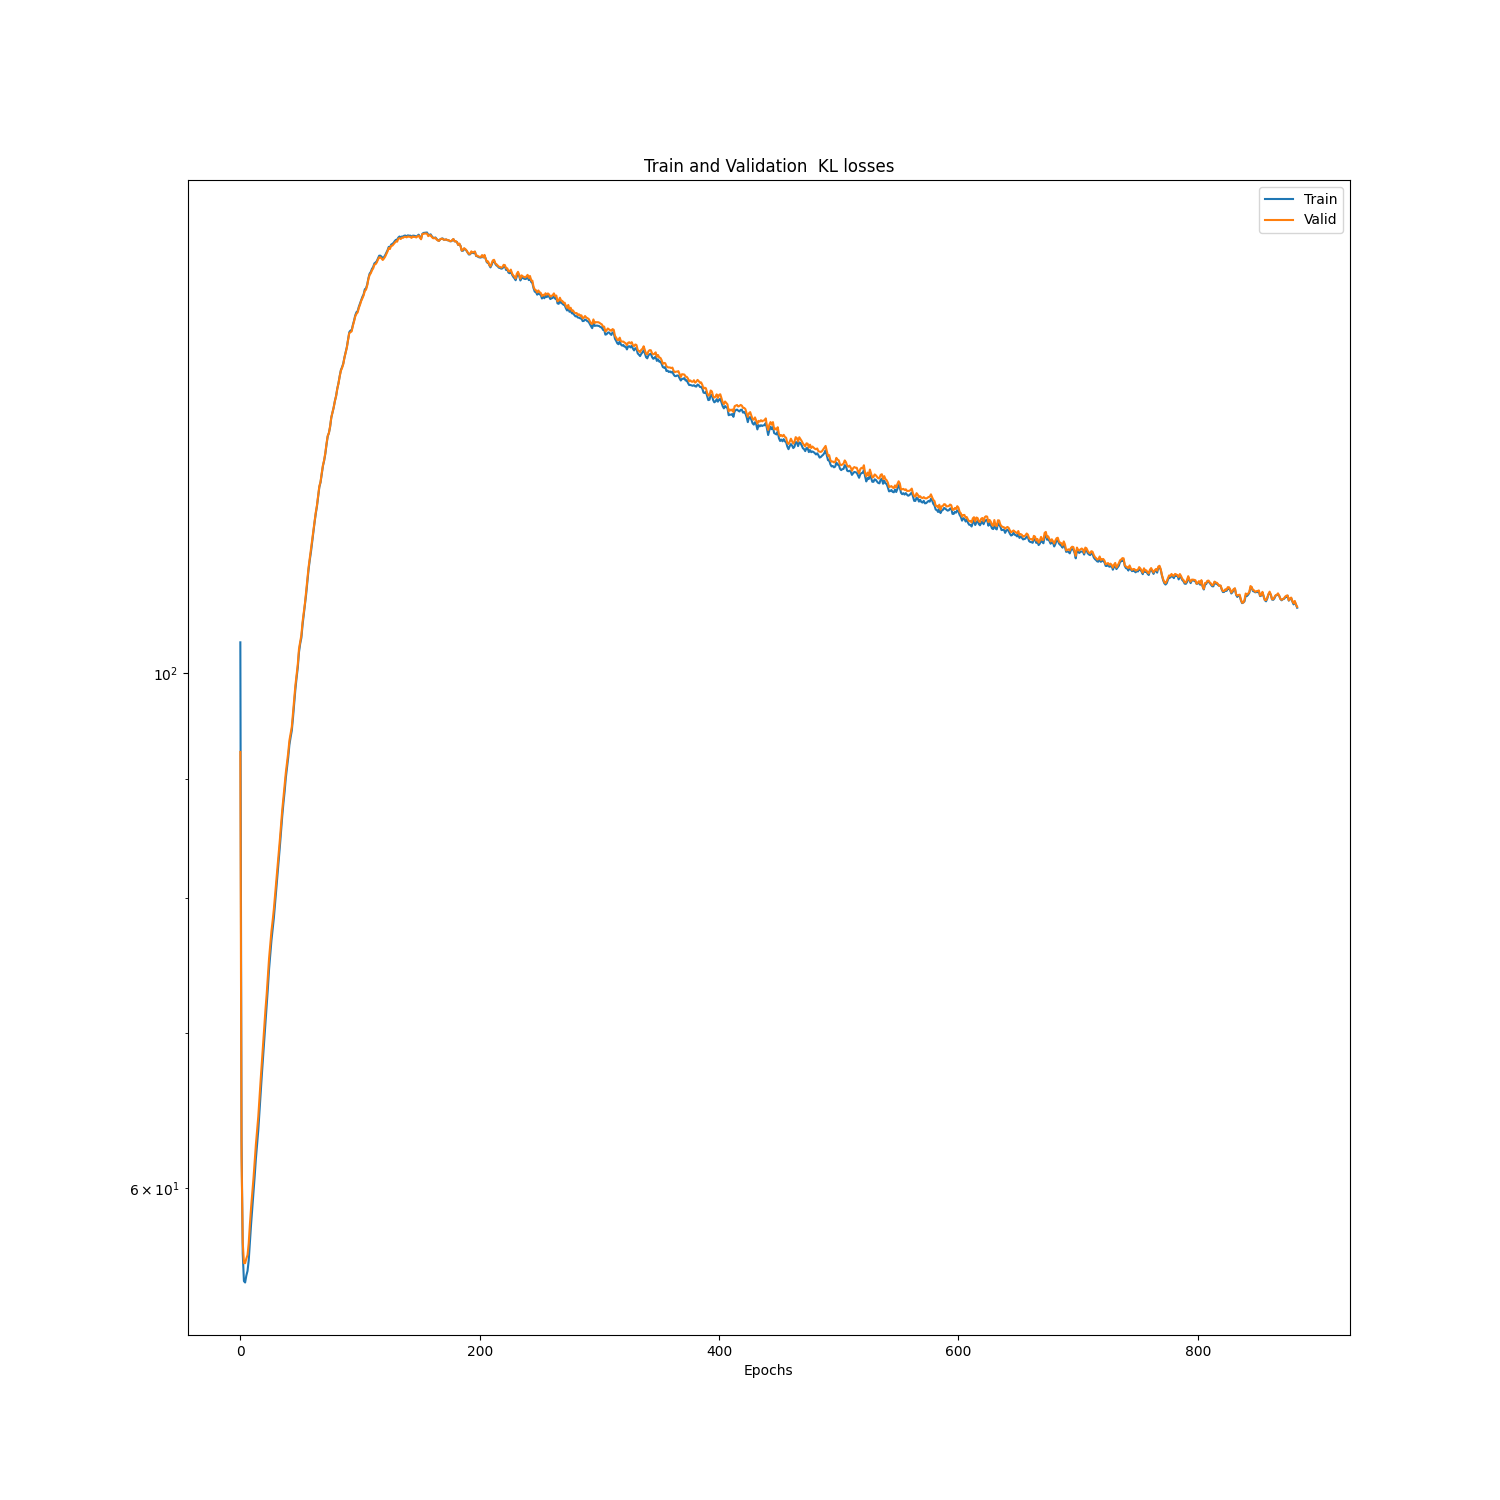 Train and Validation  KL losses
Train
Valid
10²
6 × 10¹
0 200 400 600 800
Epochs